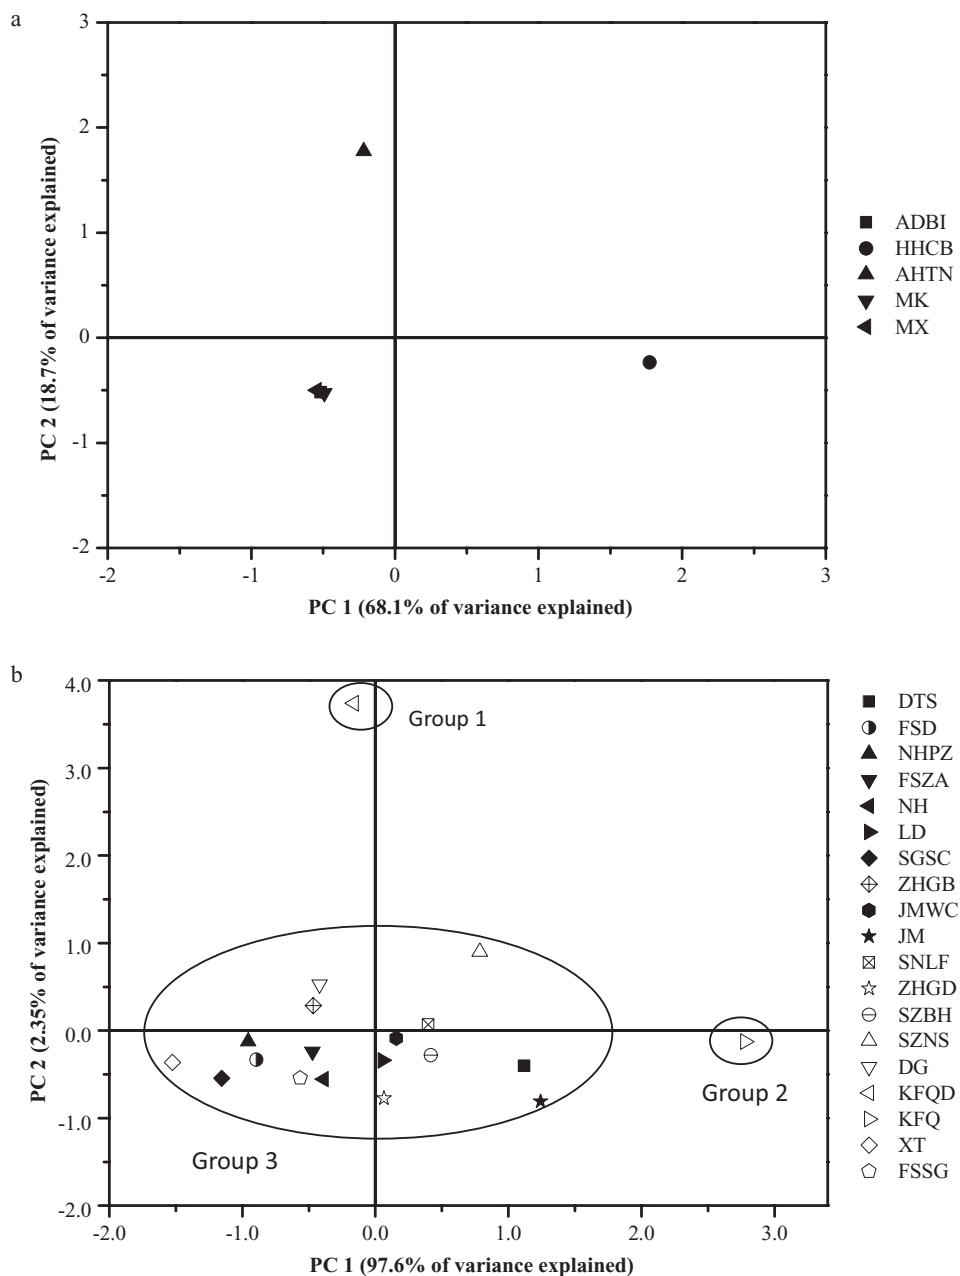 a
3
2
1
0
-1
-2
-2
-1
0
1
2
3
PC 2 (18.7% of variance explained)
PC 1 (68.1% of variance explained)
ADBI
HHCB
AHTN
MK
MX
b
4.0
3.0
2.0
1.0
0.0
-1.0
-2.0
-2.0
-1.0
0.0
1.0
2.0
3.0
PC 2 (2.35% of variance explained)
PC 1 (97.6% of variance explained)
Group 1
Group 2
Group 3
DTS
FSD
NHPZ
FSZA
NH
LD
SGSC
ZHGB
JMWC
JM
SNLF
ZHGD
SZBH
SZNS
DG
KFQD
KFQ
XT
FSSG